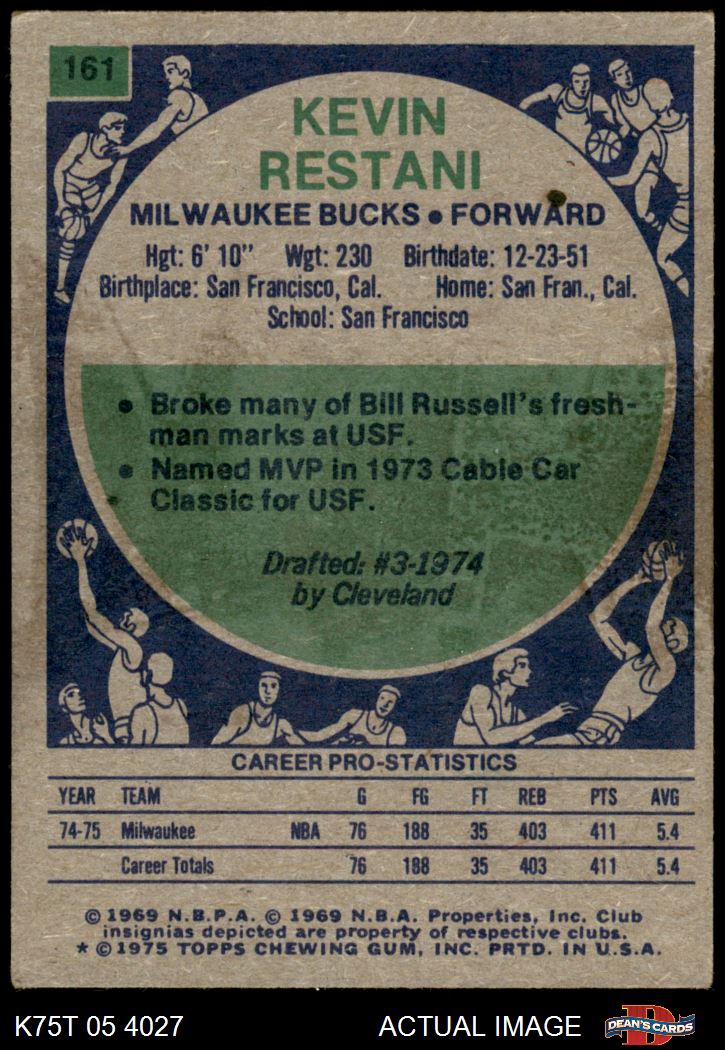 161
KEVIN
RESTANI
MILWAUKEE BUCKS • FORWARD
Hgt: 6' 10" Wgt: 230 Birthdate: 12-23-51
Birthplace: San Francisco, Cal. Home: San Fran., Cal.
School: San Francisco
• Broke many of Bill Russell's fresh-
man marks at USF.
• Named MVP in 1973 Cable Car
Classic for USF.
Drafted: #3-1974
by Cleveland
CAREER PRO-STATISTICS
YEAR TEAM G FG FT REB PTS AVG
74-75 Milwaukee NBA 76 188 35 403 411 5.4
Career Totals 76 188 35 403 411 5.4
© 1969 N.B.P.A. © 1969 N.B.A. Properties, Inc. Club
insignias depicted are property of respective clubs.
* © 1975 TOPPS CHEWING GUM, INC. PRTD. IN U.S.A.
K75T 05 4027 ACTUAL IMAGE D DEAN'S CARDS